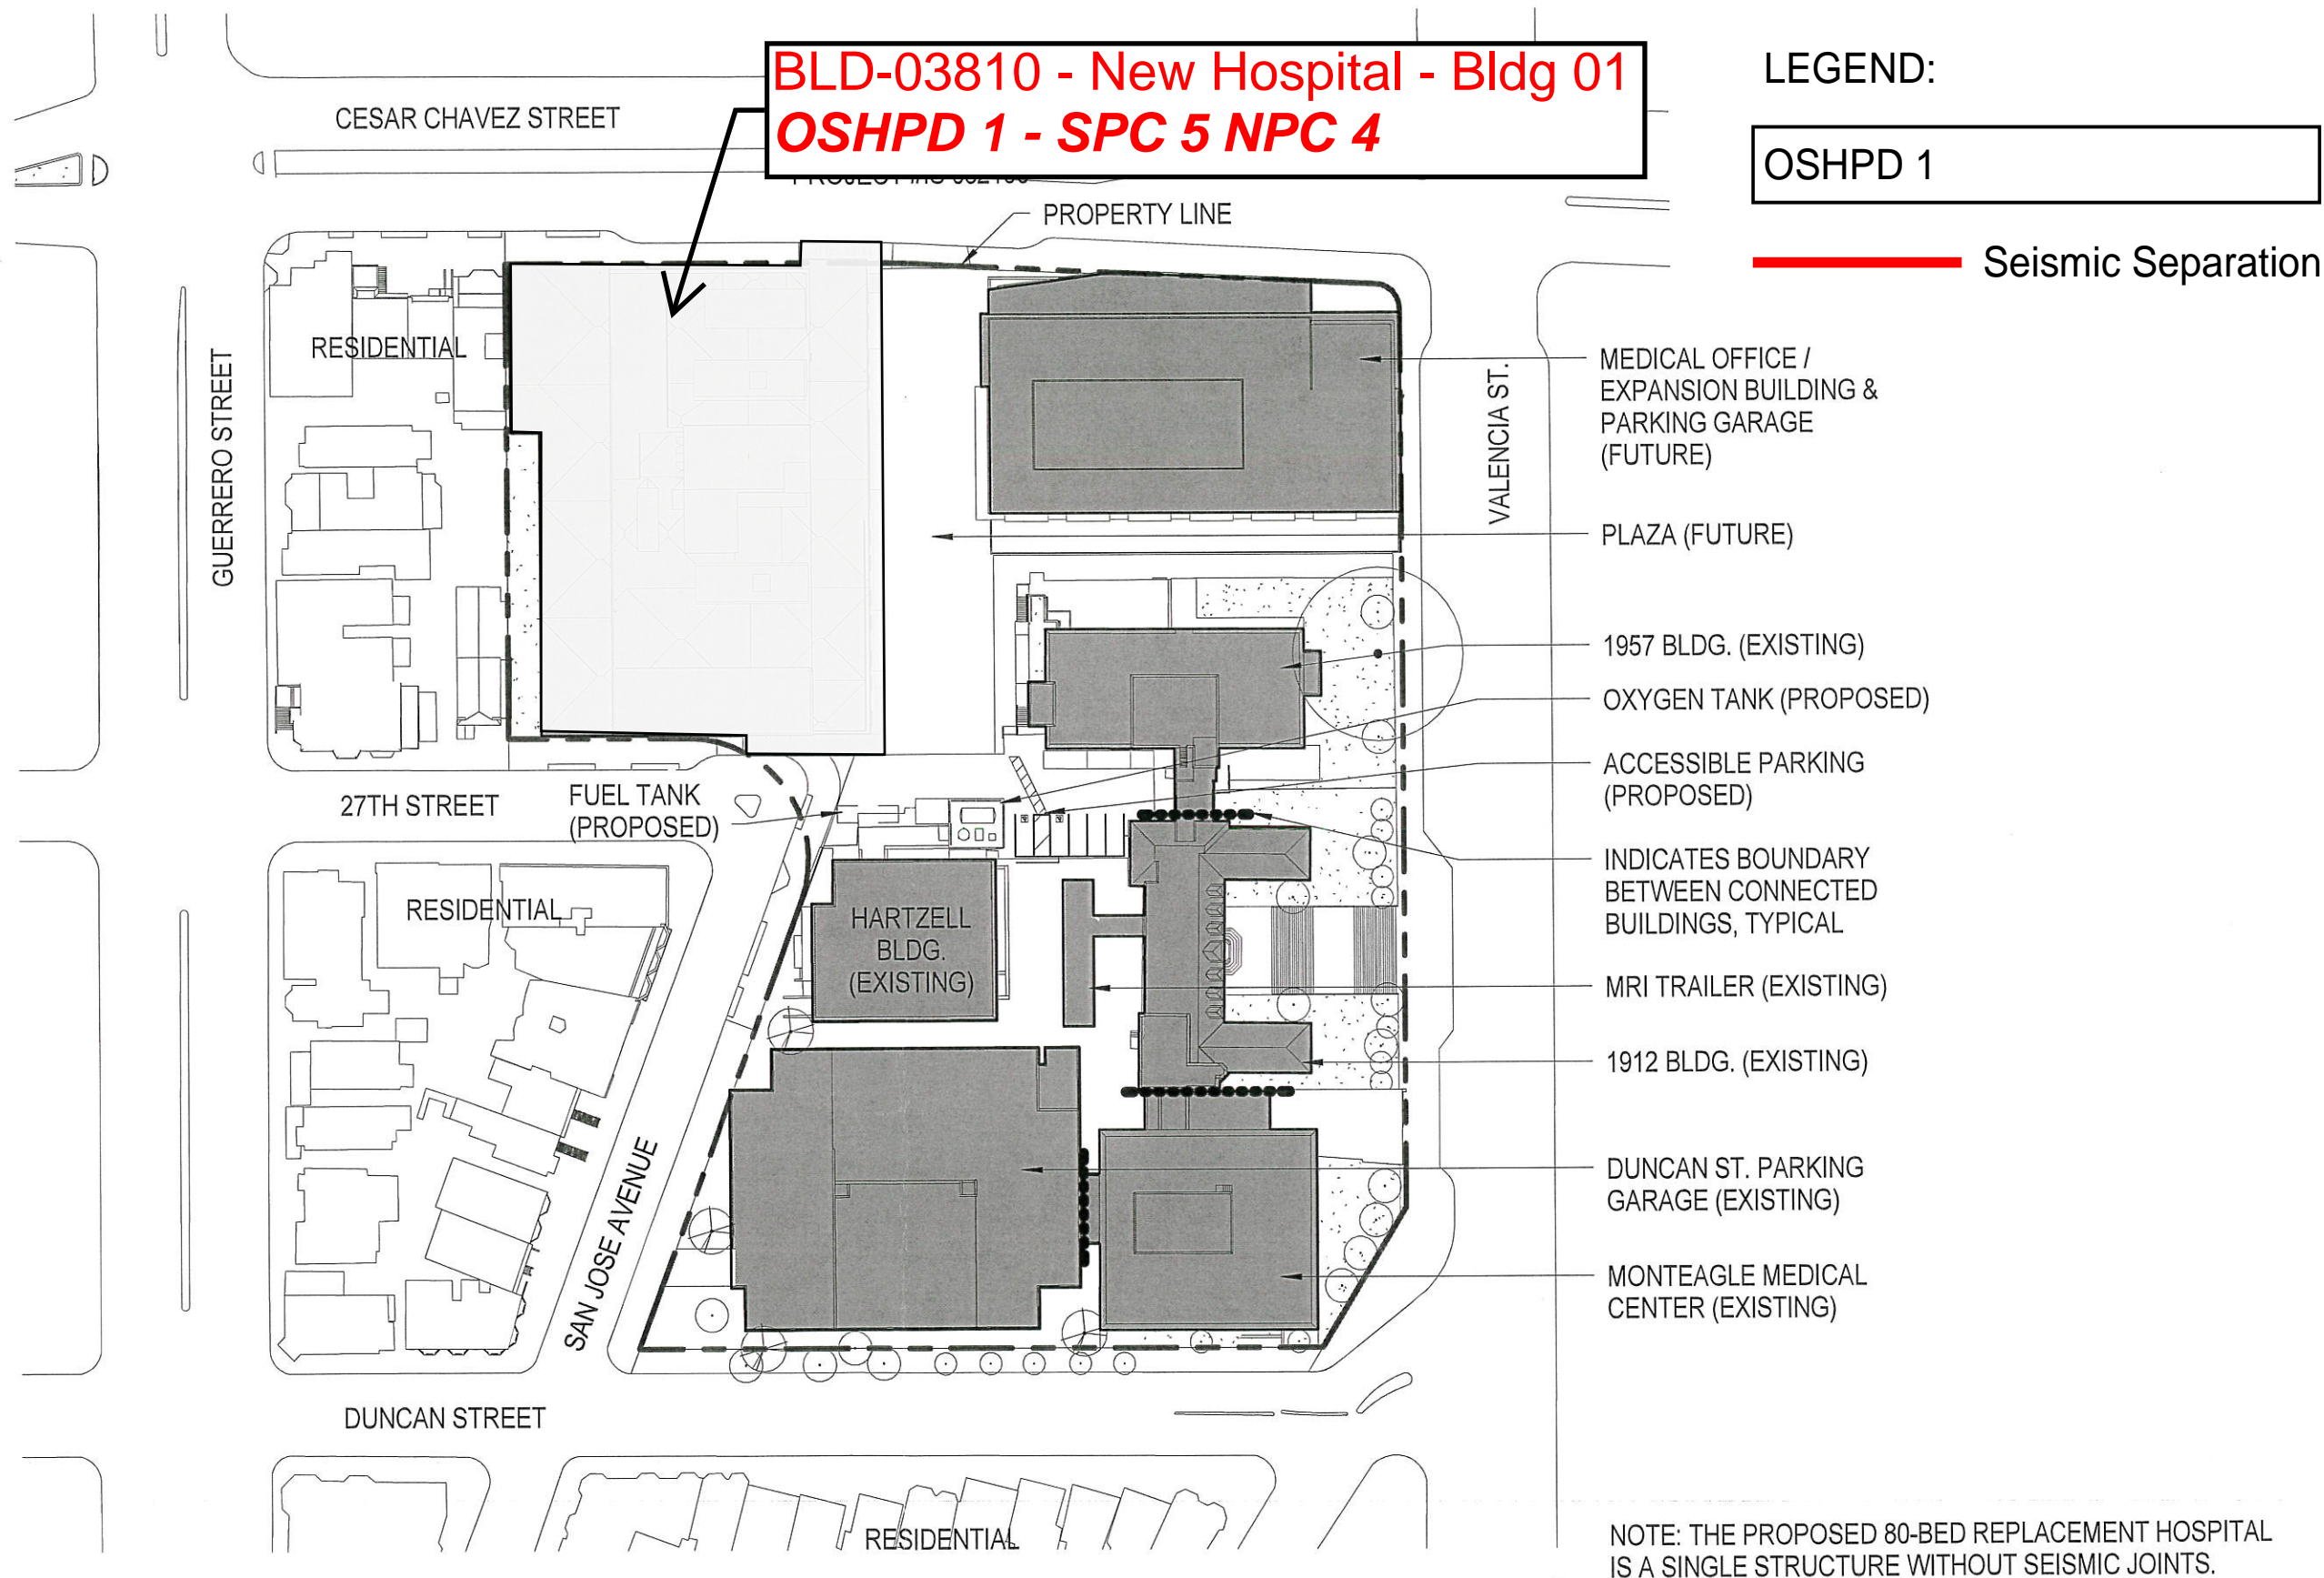 BLD-03810 - New Hospital - Bldg 01
OSHPD 1 - SPC 5 NPC 4
LEGEND:
OSHPD 1
Seismic Separation
CESAR CHAVEZ STREET
PROPERTY LINE
RESIDENTIAL
GUERRERO STREET
VALENCIA ST.
MEDICAL OFFICE /
EXPANSION BUILDING &
PARKING GARAGE
(FUTURE)
PLAZA (FUTURE)
1957 BLDG. (EXISTING)
OXYGEN TANK (PROPOSED)
ACCESSIBLE PARKING
(PROPOSED)
27TH STREET
FUEL TANK
(PROPOSED)
INDICATES BOUNDARY
BETWEEN CONNECTED
BUILDINGS, TYPICAL
RESIDENTIAL
HARTZELL
BLDG.
(EXISTING)
MRI TRAILER (EXISTING)
1912 BLDG. (EXISTING)
SAN JOSE AVENUE
DUNCAN ST. PARKING
GARAGE (EXISTING)
MONTEAGLE MEDICAL
CENTER (EXISTING)
DUNCAN STREET
RESIDENTIAL
NOTE: THE PROPOSED 80-BED REPLACEMENT HOSPITAL
IS A SINGLE STRUCTURE WITHOUT SEISMIC JOINTS.